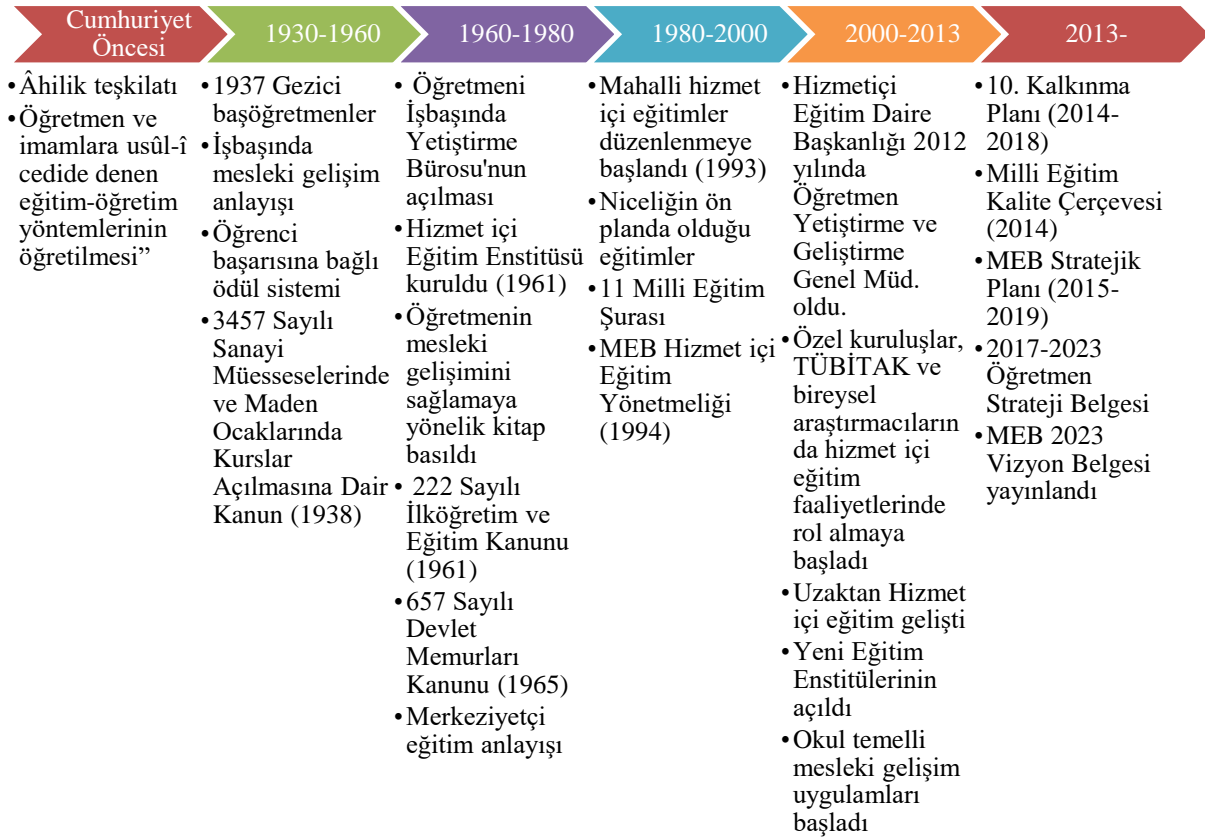 Cumhuriyet
Öncesi
•Âhilik teşkilatı
•Öğretmen ve
imamlara usûl-î
cedide denen
eğitim-öğretim
yöntemlerinin
öğretilmesi”
1930-1960
•1937 Gezici
başöğretmenler
•İşbaşında
mesleki gelişim
anlayışı
•Öğrenci
başarısına bağlı
ödül sistemi
•3457 Sayılı
Sanayi
Müesseselerinde
ve Maden
Ocaklarında
Kurslar
Açılmasına Dair
Kanun (1938)
1960-1980
• Öğretmeni
İşbaşında
Yetiştirme
Bürosu'nun
açılması
•Hizmet içi
Eğitim Enstitüsü
kuruldu (1961)
•Öğretmenin
mesleki
gelişimini
sağlamaya
yönelik kitap
basıldı
• 222 Sayılı
İlköğretim ve
Eğitim Kanunu
(1961)
•657 Sayılı
Devlet
Memurları
Kanunu (1965)
•Merkeziyetçi
eğitim anlayışı
1980-2000
•Mahalli hizmet
içi eğitimler
düzenlenmeye
başlandı (1993)
•Niceliğin ön
planda olduğu
eğitimler
•11 Milli Eğitim
Şurası
•MEB Hizmet içi
Eğitim
Yönetmeliği
(1994)
2000-2013
•Hizmetiçi
Eğitim Daire
Başkanlığı 2012
yılında
Öğretmen
Yetiştirme ve
Geliştirme
Genel Müd.
oldu.
•Özel kuruluşlar,
TÜBİTAK ve
bireysel
araştırmacıların
da hizmet içi
eğitim
faaliyetlerinde
rol almaya
başladı
•Uzaktan Hizmet
içi eğitim gelişti
•Yeni Eğitim
Enstitülerinin
açıldı
•Okul temelli
mesleki gelişim
uygulamları
başladı
2013-
•10. Kalkınma
Planı (2014-
2018)
•Milli Eğitim
Kalite Çerçevesi
(2014)
•MEB Stratejik
Planı (2015-
2019)
•2017-2023
Öğretmen
Strateji Belgesi
•MEB 2023
Vizyon Belgesi
yayınlandı